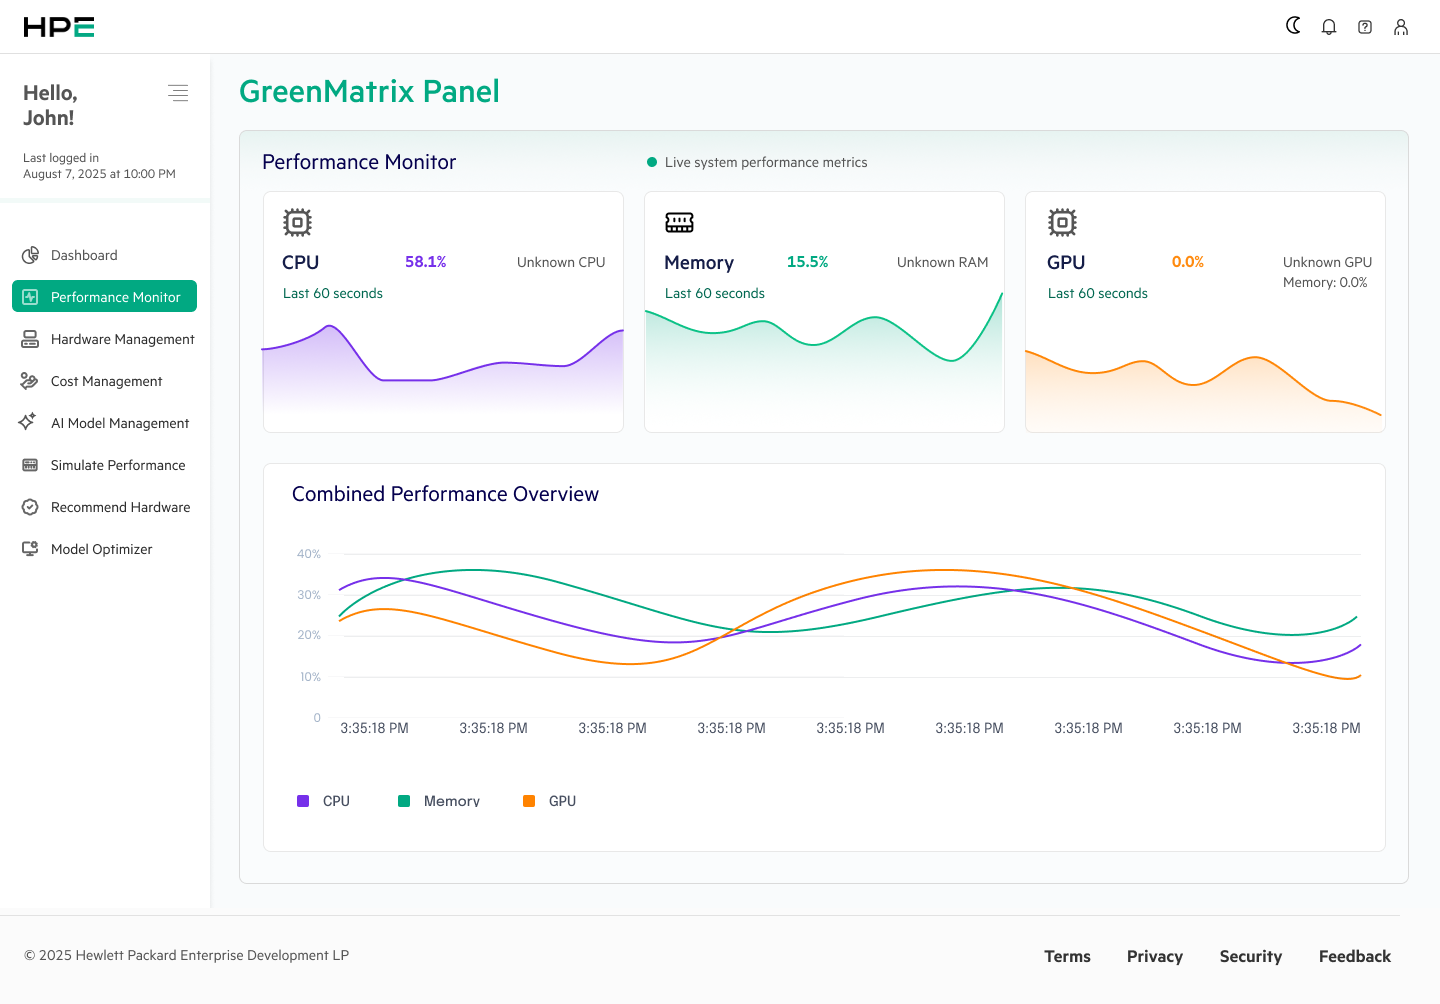 HPE
Hello,
John!
Last logged in
August 7, 2025 at 10:00 PM
Dashboard
Performance Monitor
Hardware Management
Cost Management
AI Model Management
Simulate Performance
Recommend Hardware
Model Optimizer
GreenMatrix Panel
Performance Monitor
Live system performance metrics
CPU 58.1% Unknown CPU
Last 60 seconds
Memory 15.5% Unknown RAM
Last 60 seconds
GPU 0.0% Unknown GPU
Memory: 0.0%
Last 60 seconds
Combined Performance Overview
40%
30%
20%
10%
0
3:35:18 PM 3:35:18 PM 3:35:18 PM 3:35:18 PM 3:35:18 PM 3:35:18 PM 3:35:18 PM 3:35:18 PM 3:35:18 PM
CPU Memory GPU
© 2025 Hewlett Packard Enterprise Development LP
Terms Privacy Security Feedback